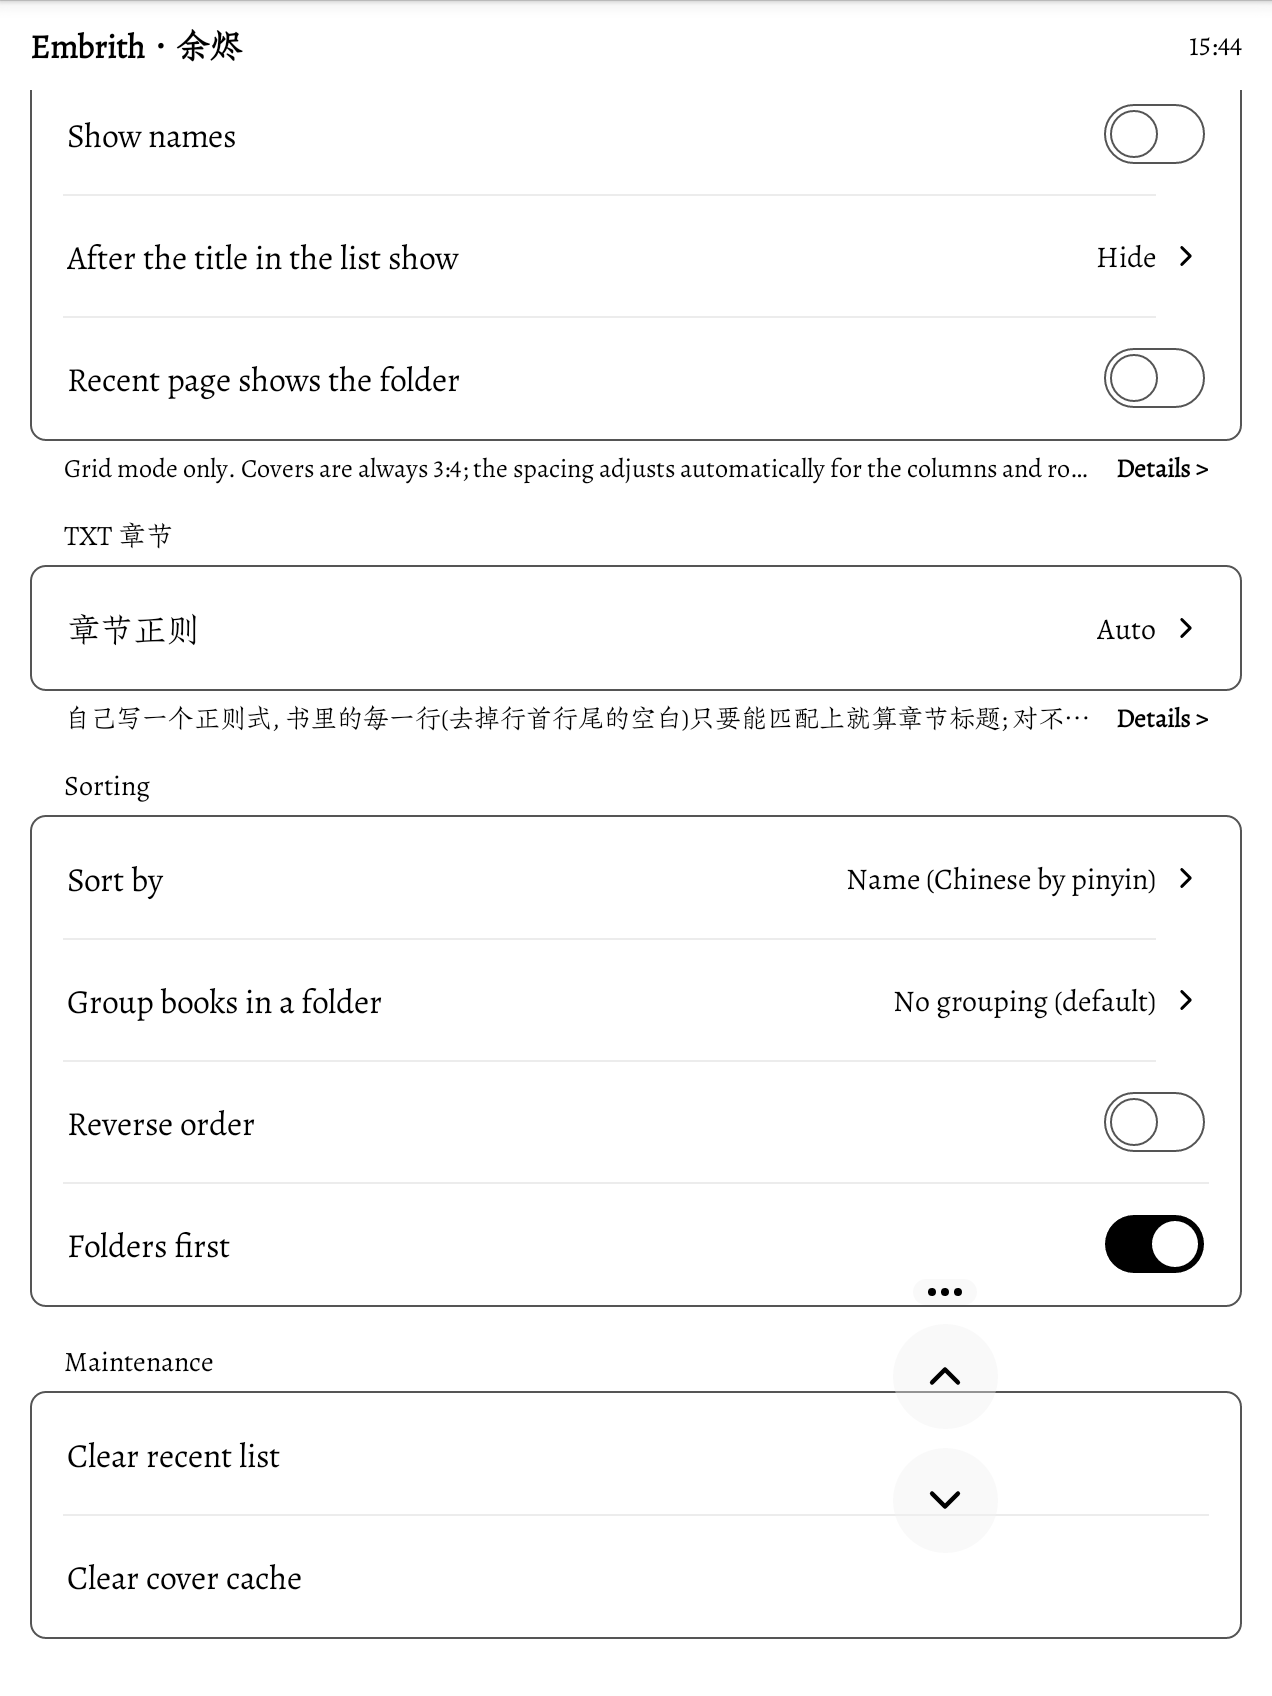 Embrith · 余烬
15:44
Show names
After the title in the list show Hide
Recent page shows the folder
Grid mode only. Covers are always 3:4; the spacing adjusts automatically for the columns and ro... Details >
TXT 章节
章节正则 Auto
自己写一个正则式, 书里的每一行(去掉行首行尾的空白)只要能匹配上就算章节标题; 对不… Details >
Sorting
Sort by Name (Chinese by pinyin)
Group books in a folder No grouping (default)
Reverse order
Folders first
Maintenance
Clear recent list
Clear cover cache